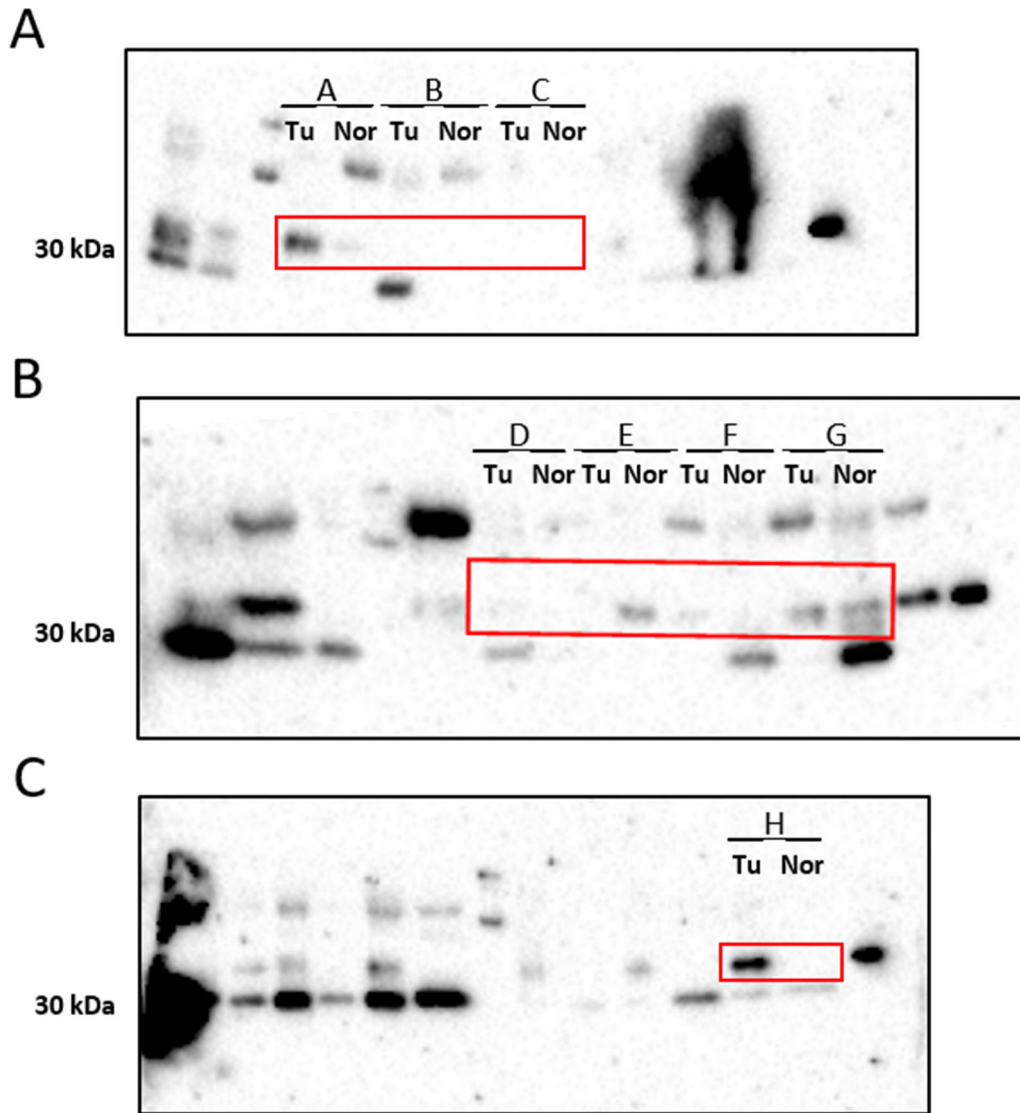 A
A B C
Tu Nor Tu Nor Tu Nor
30 kDa
B
D E F G
Tu Nor Tu Nor Tu Nor Tu Nor
30 kDa
C
H
Tu Nor
30 kDa